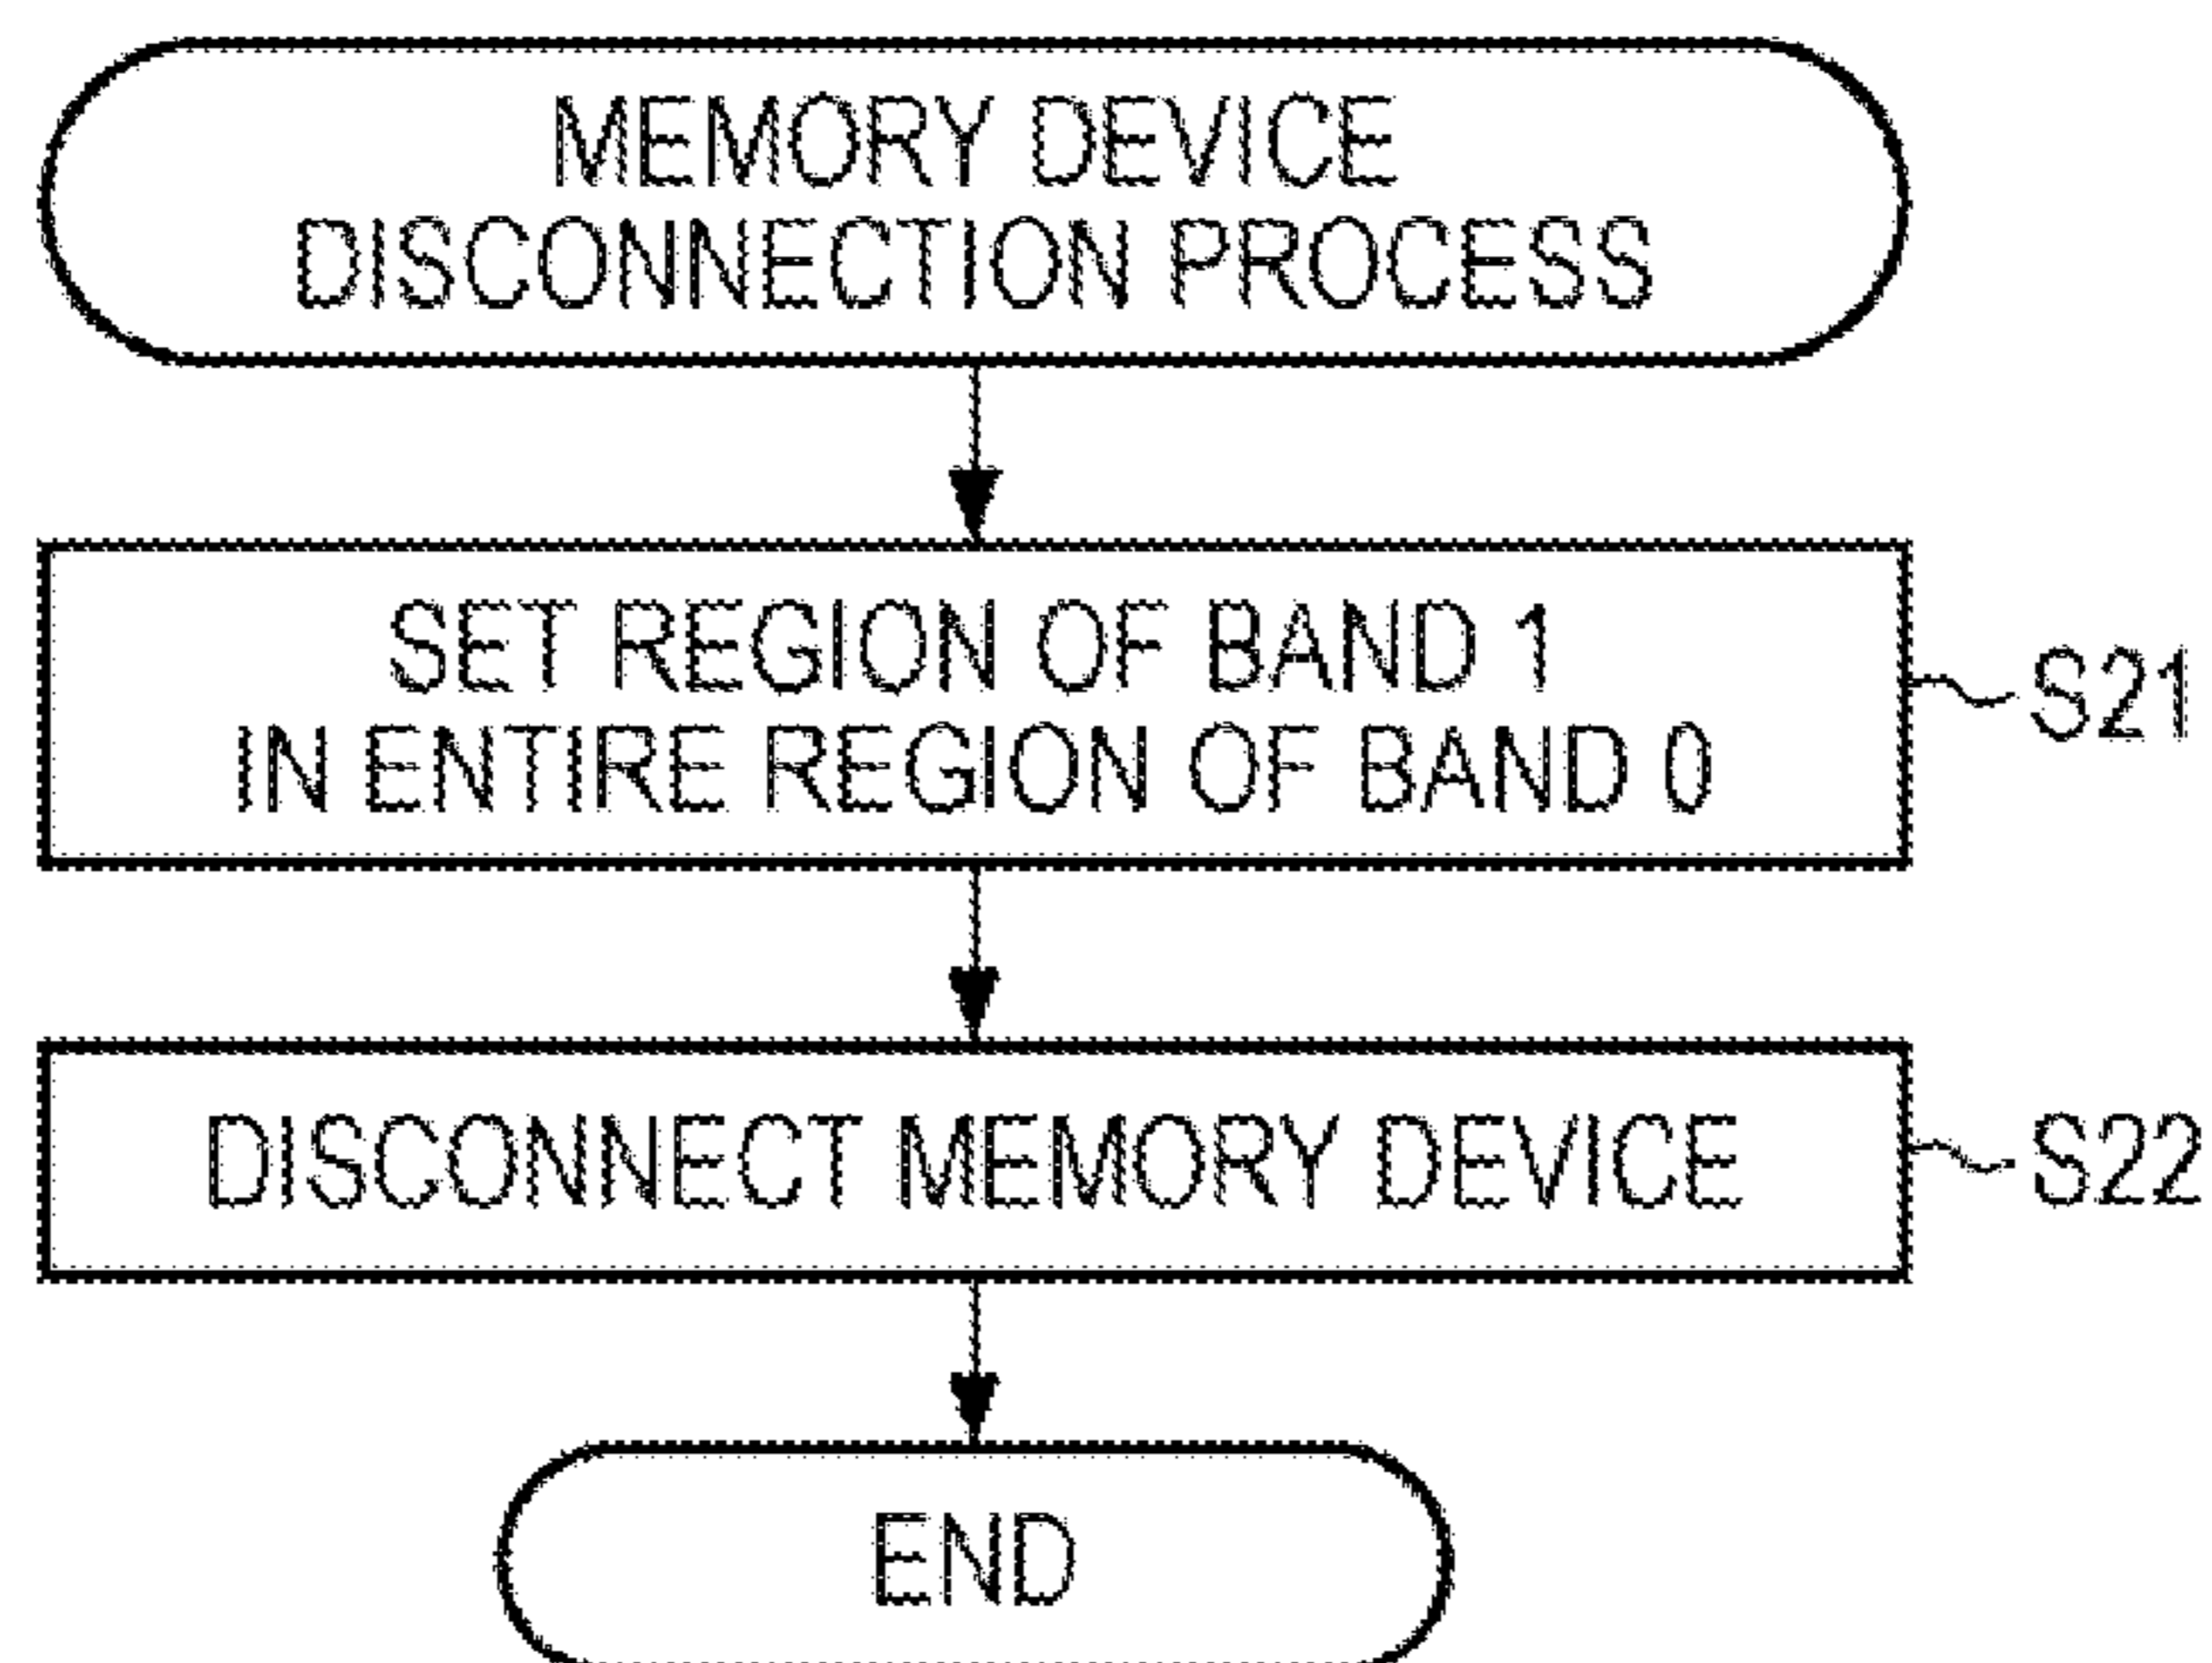 MEMORY DEVICE
DISCONNECTION PROCESS
SET REGION OF BAND 1
IN ENTIRE REGION OF BAND 0
S21
DISCONNECT MEMORY DEVICE
S22
END